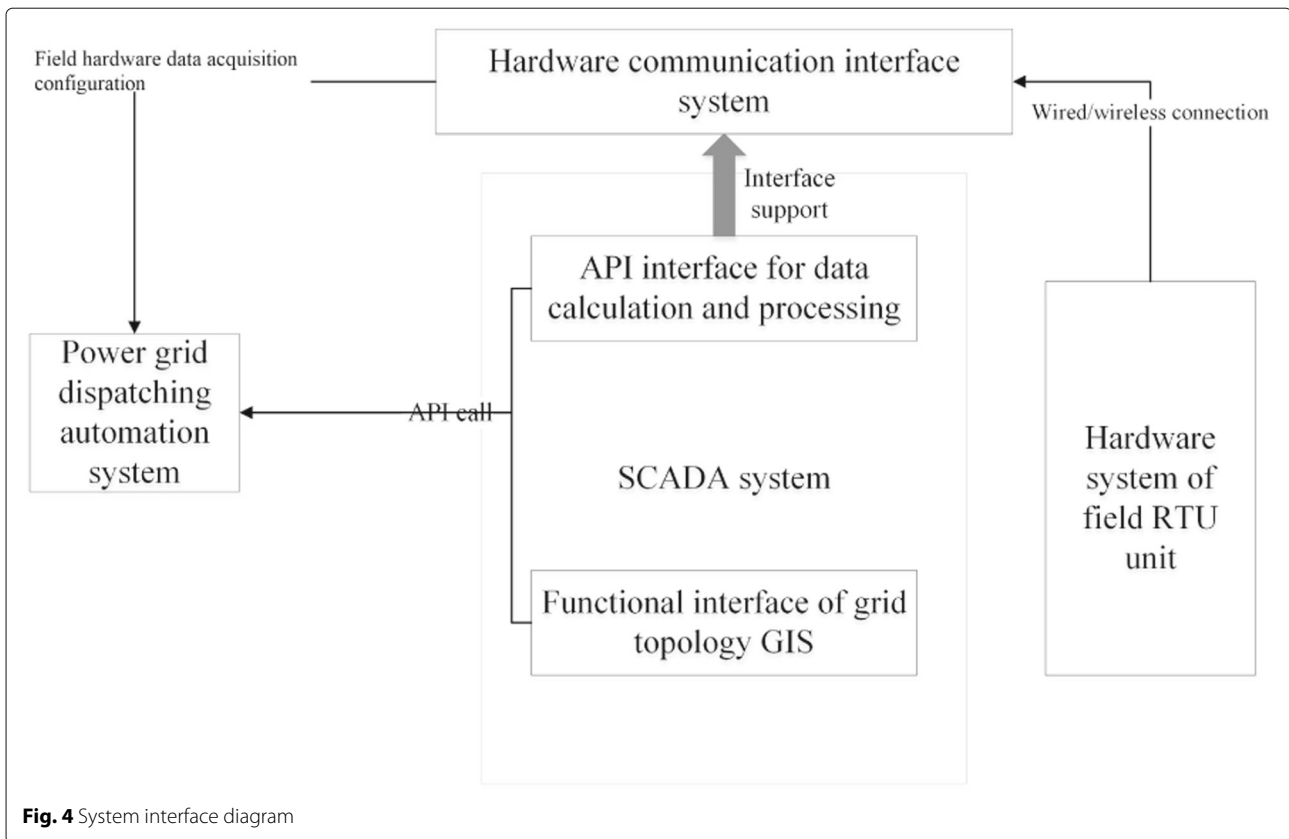 Field hardware data acquisition
configuration
Hardware communication interface
system
Wired/wireless connection
Interface
support
API interface for data
calculation and processing
Power grid
dispatching
automation
system
API call
SCADA system
Hardware
system of
field RTU
unit
Functional interface of grid
topology GIS
Fig. 4 System interface diagram